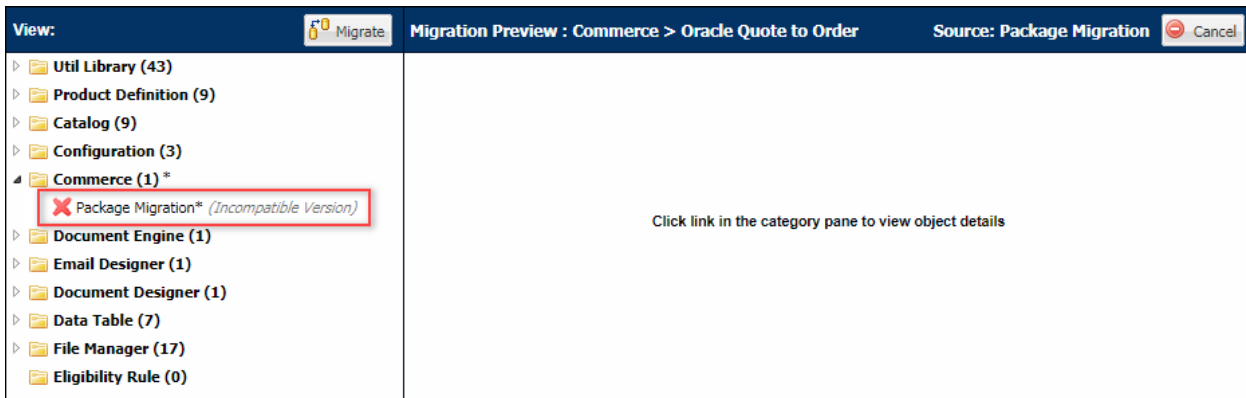 View:
Migrate
Migration Preview : Commerce > Oracle Quote to Order
Source: Package Migration
Cancel
Util Library (43)
Product Definition (9)
Catalog (9)
Configuration (3)
Commerce (1) *
Package Migration* (Incompatible Version)
Document Engine (1)
Email Designer (1)
Document Designer (1)
Data Table (7)
File Manager (17)
Eligibility Rule (0)
Click link in the category pane to view object details